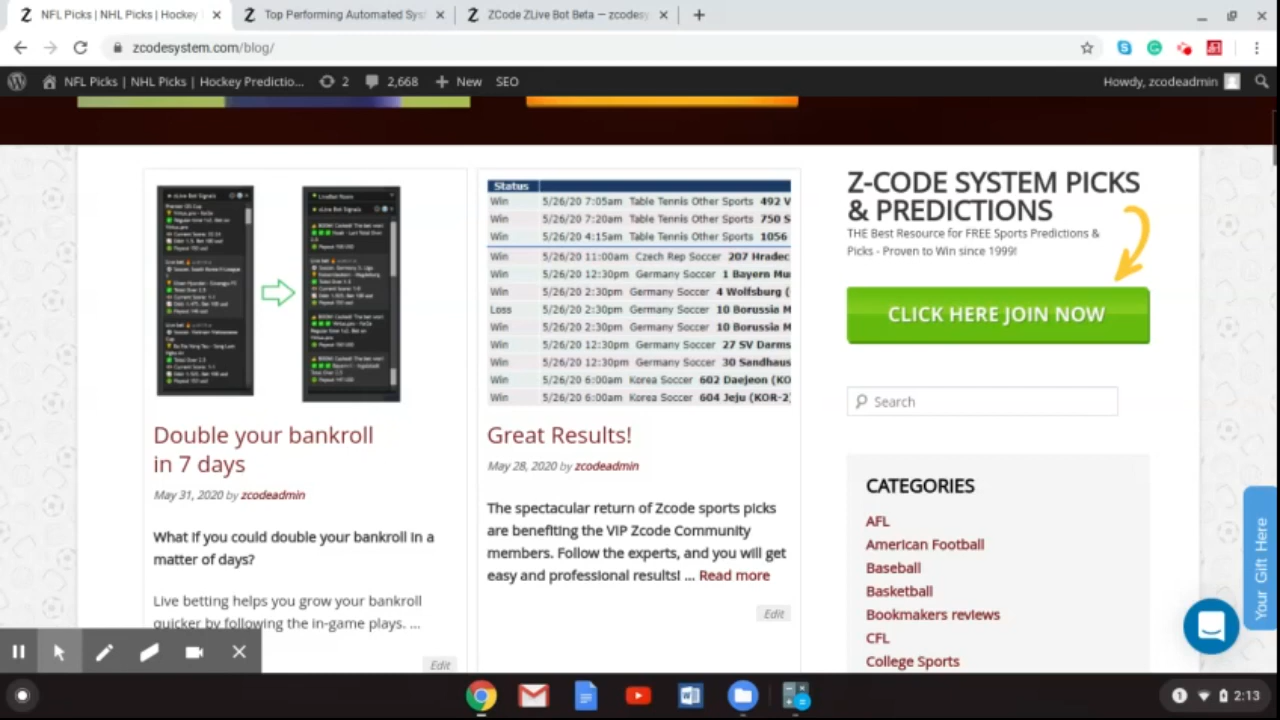 NFL Picks | NHL Picks | Hockey
Top Performing Automated Sys
ZCode ZLive Bot Beta — zcodesy
zcodesystem.com/blog/
NFL Picks | NHL Picks | Hockey Predictio... 2 2,668 New SEO
Howdy, zcodeadmin
Status
Win 5/26/20 7:05am Table Tennis Other Sports 492 V
Win 5/26/20 7:20am Table Tennis Other Sports 750 S
Win 5/26/20 4:15am Table Tennis Other Sports 1056
Win 5/26/20 11:00am Czech Rep Soccer 207 Hradec
Win 5/26/20 12:30pm Germany Soccer 1 Bayern Mu
Win 5/26/20 2:30pm Germany Soccer 4 Wolfsburg (
Loss 5/26/20 2:30pm Germany Soccer 10 Borussia M
Win 5/26/20 2:30pm Germany Soccer 10 Borussia M
Win 5/26/20 12:30pm Germany Soccer 27 SV Darms
Win 5/26/20 12:30pm Germany Soccer 30 Sandhaus
Win 5/26/20 6:00am Korea Soccer 602 Daejeon (KO
Win 5/26/20 6:00am Korea Soccer 604 Jeju (KOR-2)
Double your bankroll
in 7 days
May 31, 2020 by zcodeadmin
What if you could double your bankroll in a
matter of days?
Live betting helps you grow your bankroll
quicker by following the in-game plays. ...
Edit
Great Results!
May 28, 2020 by zcodeadmin
The spectacular return of Zcode sports picks
are benefiting the VIP Zcode Community
members. Follow the experts, and you will get
easy and professional results! ... Read more
Edit
Z-CODE SYSTEM PICKS
& PREDICTIONS
THE Best Resource for FREE Sports Predictions &
Picks - Proven to Win since 1999!
CLICK HERE JOIN NOW
Search
CATEGORIES
AFL
American Football
Baseball
Basketball
Bookmakers reviews
CFL
College Sports
Your Gift Here
1 2:13